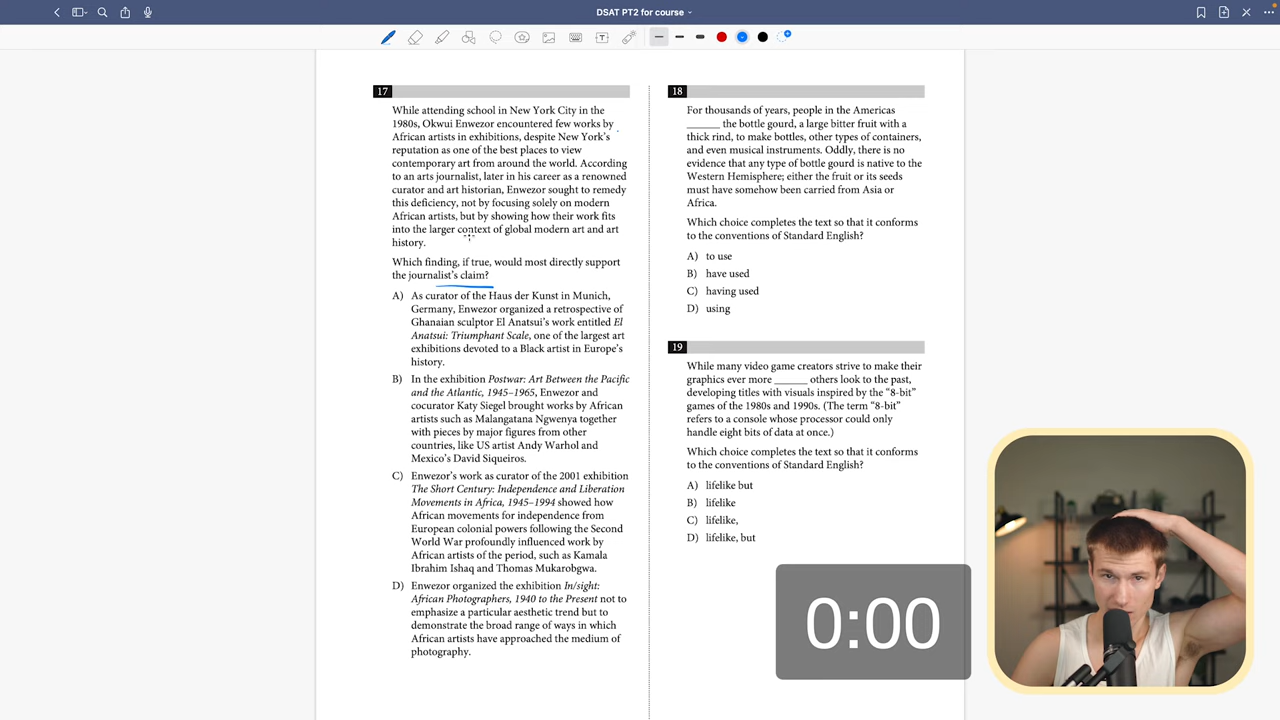 DSAT PT2 for course
17
While attending school in New York City in the
1980s, Okwui Enwezor encountered few works by
African artists in exhibitions, despite New York's
reputation as one of the best places to view
contemporary art from around the world. According
to an arts journalist, later in his career as a renowned
curator and art historian, Enwezor sought to remedy
this deficiency, not by focusing solely on modern
African artists, but by showing how their work fits
into the larger context of global modern art and art
history.
Which finding, if true, would most directly support
the journalist's claim?
A) As curator of the Haus der Kunst in Munich,
Germany, Enwezor organized a retrospective of
Ghanaian sculptor El Anatsui's work entitled El
Anatsui: Triumphant Scale, one of the largest art
exhibitions devoted to a Black artist in Europe's
history.
B) In the exhibition Postwar: Art Between the Pacific
and the Atlantic, 1945–1965, Enwezor and
cocurator Katy Siegel brought works by African
artists such as Malangatana Ngwenya together
with pieces by major figures from other
countries, like US artist Andy Warhol and
Mexico's David Siqueiros.
C) Enwezor's work as curator of the 2001 exhibition
The Short Century: Independence and Liberation
Movements in Africa, 1945–1994 showed how
African movements for independence from
European colonial powers following the Second
World War profoundly influenced work by
African artists of the period, such as Kamala
Ibrahim Ishaq and Thomas Mukarobgwa.
D) Enwezor organized the exhibition In/sight:
African Photographers, 1940 to the Present not to
emphasize a particular aesthetic trend but to
demonstrate the broad range of ways in which
African artists have approached the medium of
photography.
18
For thousands of years, people in the Americas
______ the bottle gourd, a large bitter fruit with a
thick rind, to make bottles, other types of containers,
and even musical instruments. Oddly, there is no
evidence that any type of bottle gourd is native to the
Western Hemisphere; either the fruit or its seeds
must have somehow been carried from Asia or
Africa.
Which choice completes the text so that it conforms
to the conventions of Standard English?
A) to use
B) have used
C) having used
D) using
19
While many video game creators strive to make their
graphics ever more ______ others look to the past,
developing titles with visuals inspired by the “8-bit”
games of the 1980s and 1990s. (The term “8-bit”
refers to a console whose processor could only
handle eight bits of data at once.)
Which choice completes the text so that it conforms
to the conventions of Standard English?
A) lifelike but
B) lifelike
C) lifelike,
D) lifelike, but
0:00